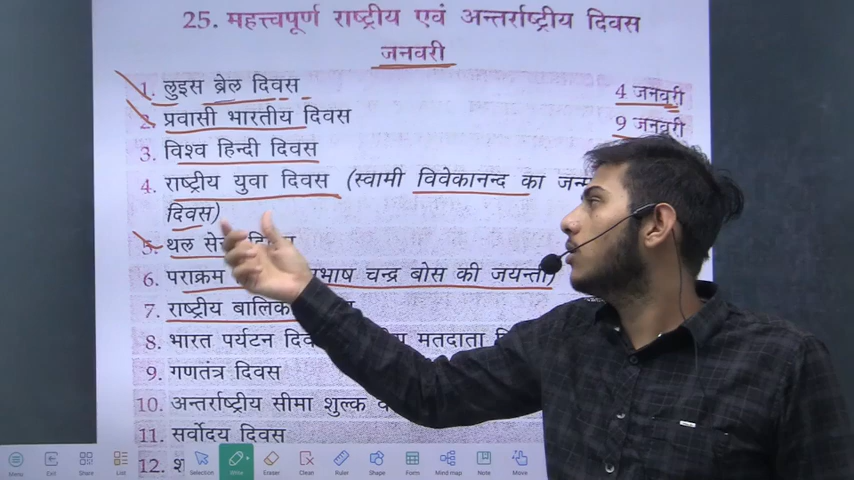 25. महत्त्वपूर्ण राष्ट्रीय एवं अन्तर्राष्ट्रीय दिवस
जनवरी
1. लुइस ब्रेल दिवस 4 जनवरी
2. प्रवासी भारतीय दिवस 9 जनवरी
3. विश्व हिन्दी दिवस
4. राष्ट्रीय युवा दिवस (स्वामी विवेकानन्द का
दिवस)
5. थल
6. पराक्रम चन्द्र बोस की जयन्ती)
7. राष्ट्रीय
8. भारत पर्यटन मतदाता
9. गणतंत्र दिवस
10. अन्तर्राष्ट्रीय सीमा शुल्क
11. सर्वोदय दिवस
12.
Menu Exit Share List Select Write Eraser Clean Ruler Shape Form Mind map Note Move